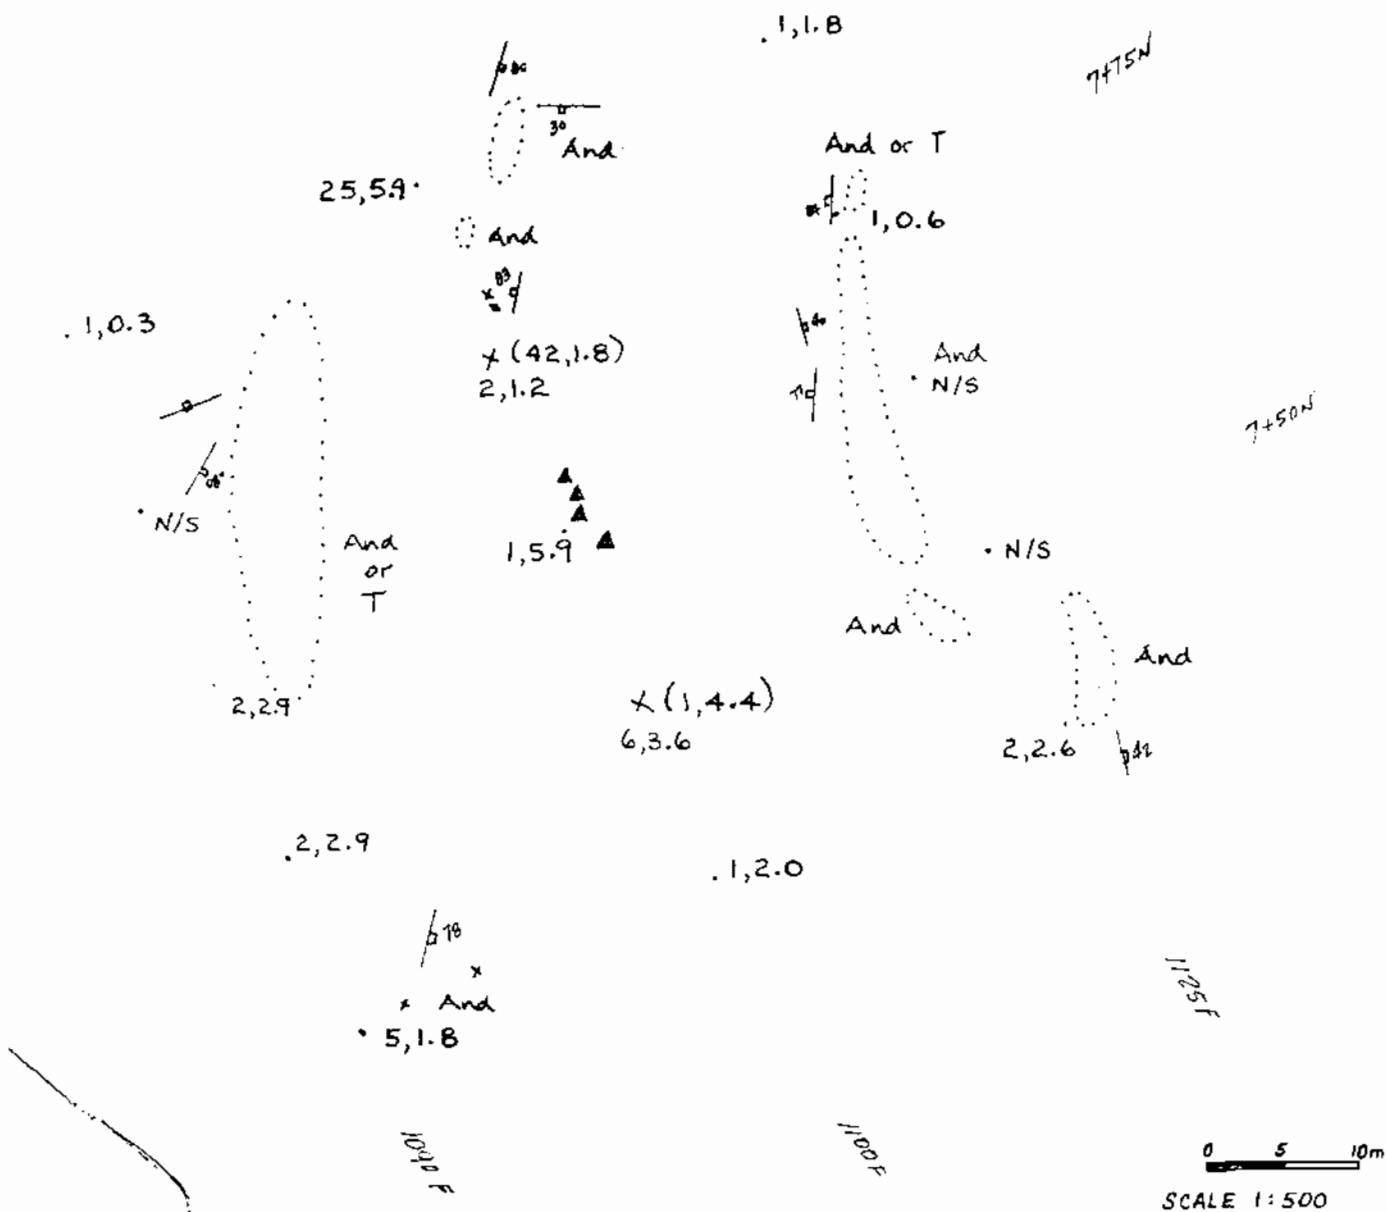 1,1.8
7+75N
30
And
And or T
25,5.9
1,0.6
And
83
1,0.3
x (42,1.8)
2,1.2
And
N/S
7+50N
N/S
And
or
T
1,5.9
N/S
And
And
2,2.9
x (1,4.4)
6,3.6
2,2.6
42
2,2.9
1,2.0
78
And
5,1.8
1125E
1090E
1100E
0 5 10m
SCALE 1:500